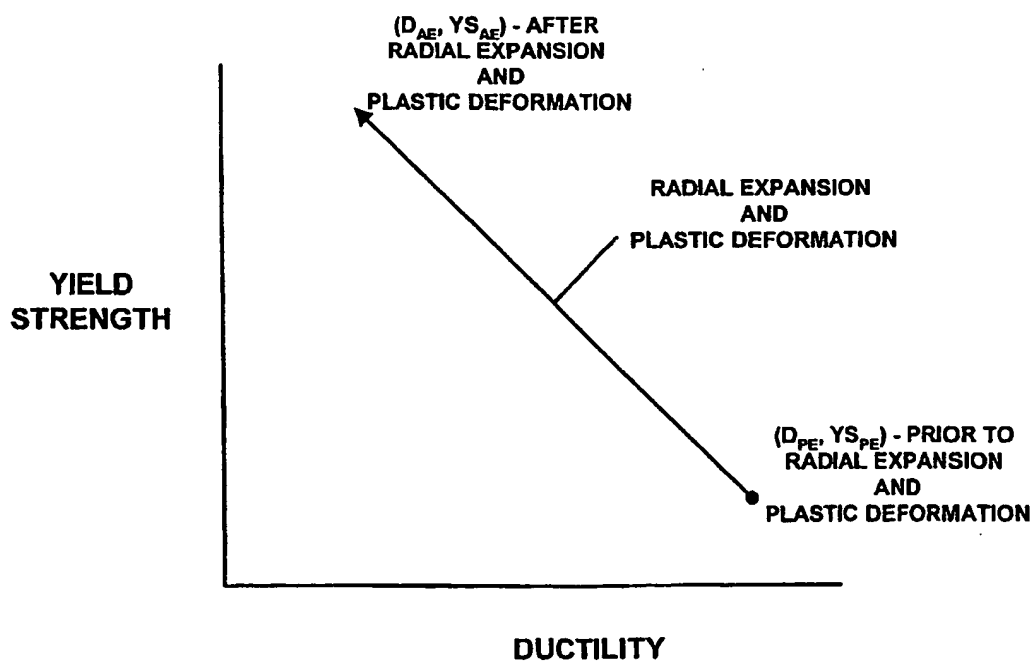 (D_AE, YS_AE) - AFTER
RADIAL EXPANSION
AND
PLASTIC DEFORMATION
RADIAL EXPANSION
AND
PLASTIC DEFORMATION
YIELD
STRENGTH
(D_PE, YS_PE) - PRIOR TO
RADIAL EXPANSION
AND
PLASTIC DEFORMATION
DUCTILITY